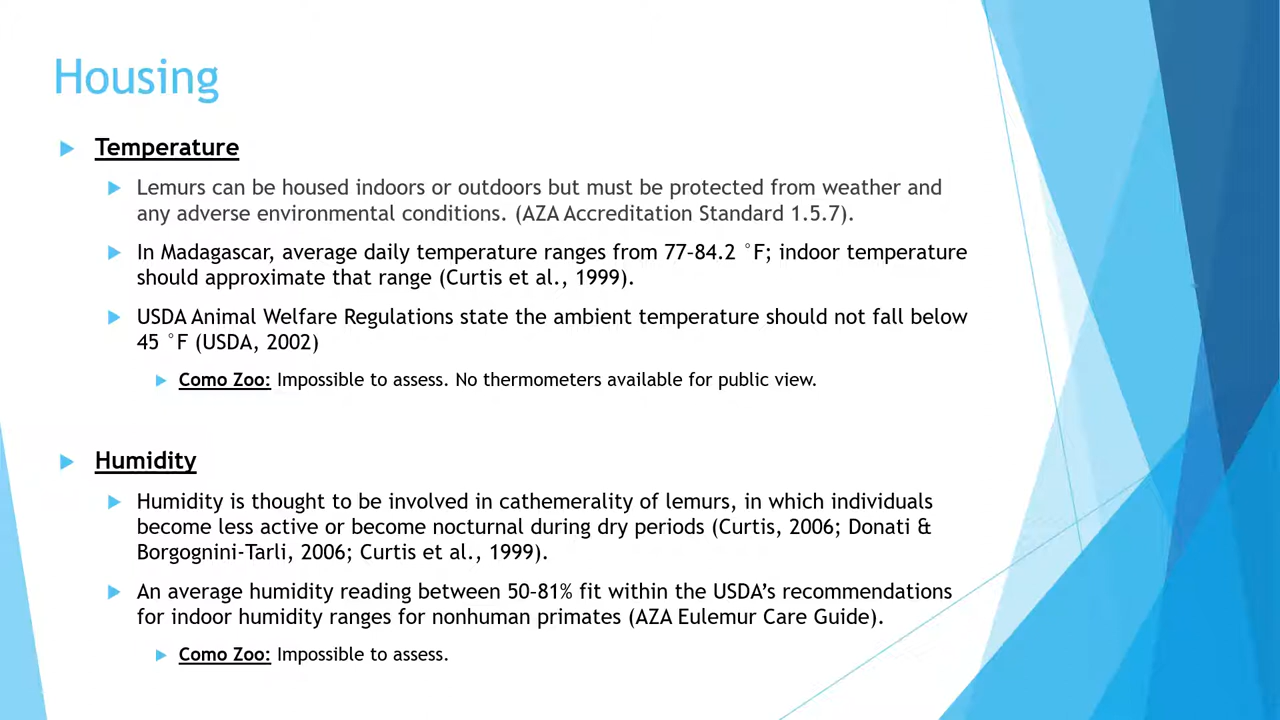 Housing
Temperature
Lemurs can be housed indoors or outdoors but must be protected from weather and
any adverse environmental conditions. (AZA Accreditation Standard 1.5.7).
In Madagascar, average daily temperature ranges from 77–84.2 °F; indoor temperature
should approximate that range (Curtis et al., 1999).
USDA Animal Welfare Regulations state the ambient temperature should not fall below
45 °F (USDA, 2002)
Como Zoo: Impossible to assess. No thermometers available for public view.
Humidity
Humidity is thought to be involved in cathemerality of lemurs, in which individuals
become less active or become nocturnal during dry periods (Curtis, 2006; Donati &
Borgognini-Tarli, 2006; Curtis et al., 1999).
An average humidity reading between 50–81% fit within the USDA’s recommendations
for indoor humidity ranges for nonhuman primates (AZA Eulemur Care Guide).
Como Zoo: Impossible to assess.